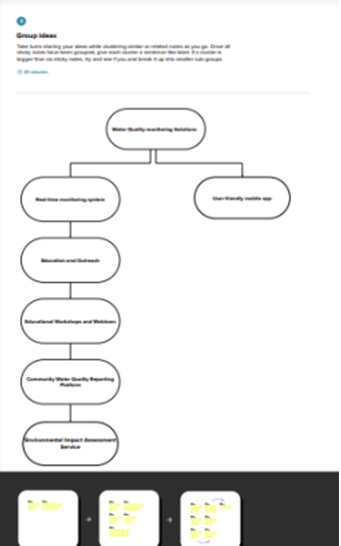 3
Group ideas
Take turns sharing your ideas while clustering similar or related notes as you go. Once all
sticky notes have been grouped, give each cluster a sentence-like label. If a cluster is
bigger than six sticky notes, try and see if you and break it up into smaller sub-groups.
20 minutes
Water Quality monitoring Solutions
Real-time monitoring system
User-friendly mobile app
Education and Outreach
Educational Workshops and Webinars
Community Water Quality Reporting
Platform
Environmental Impact Assessment
Service